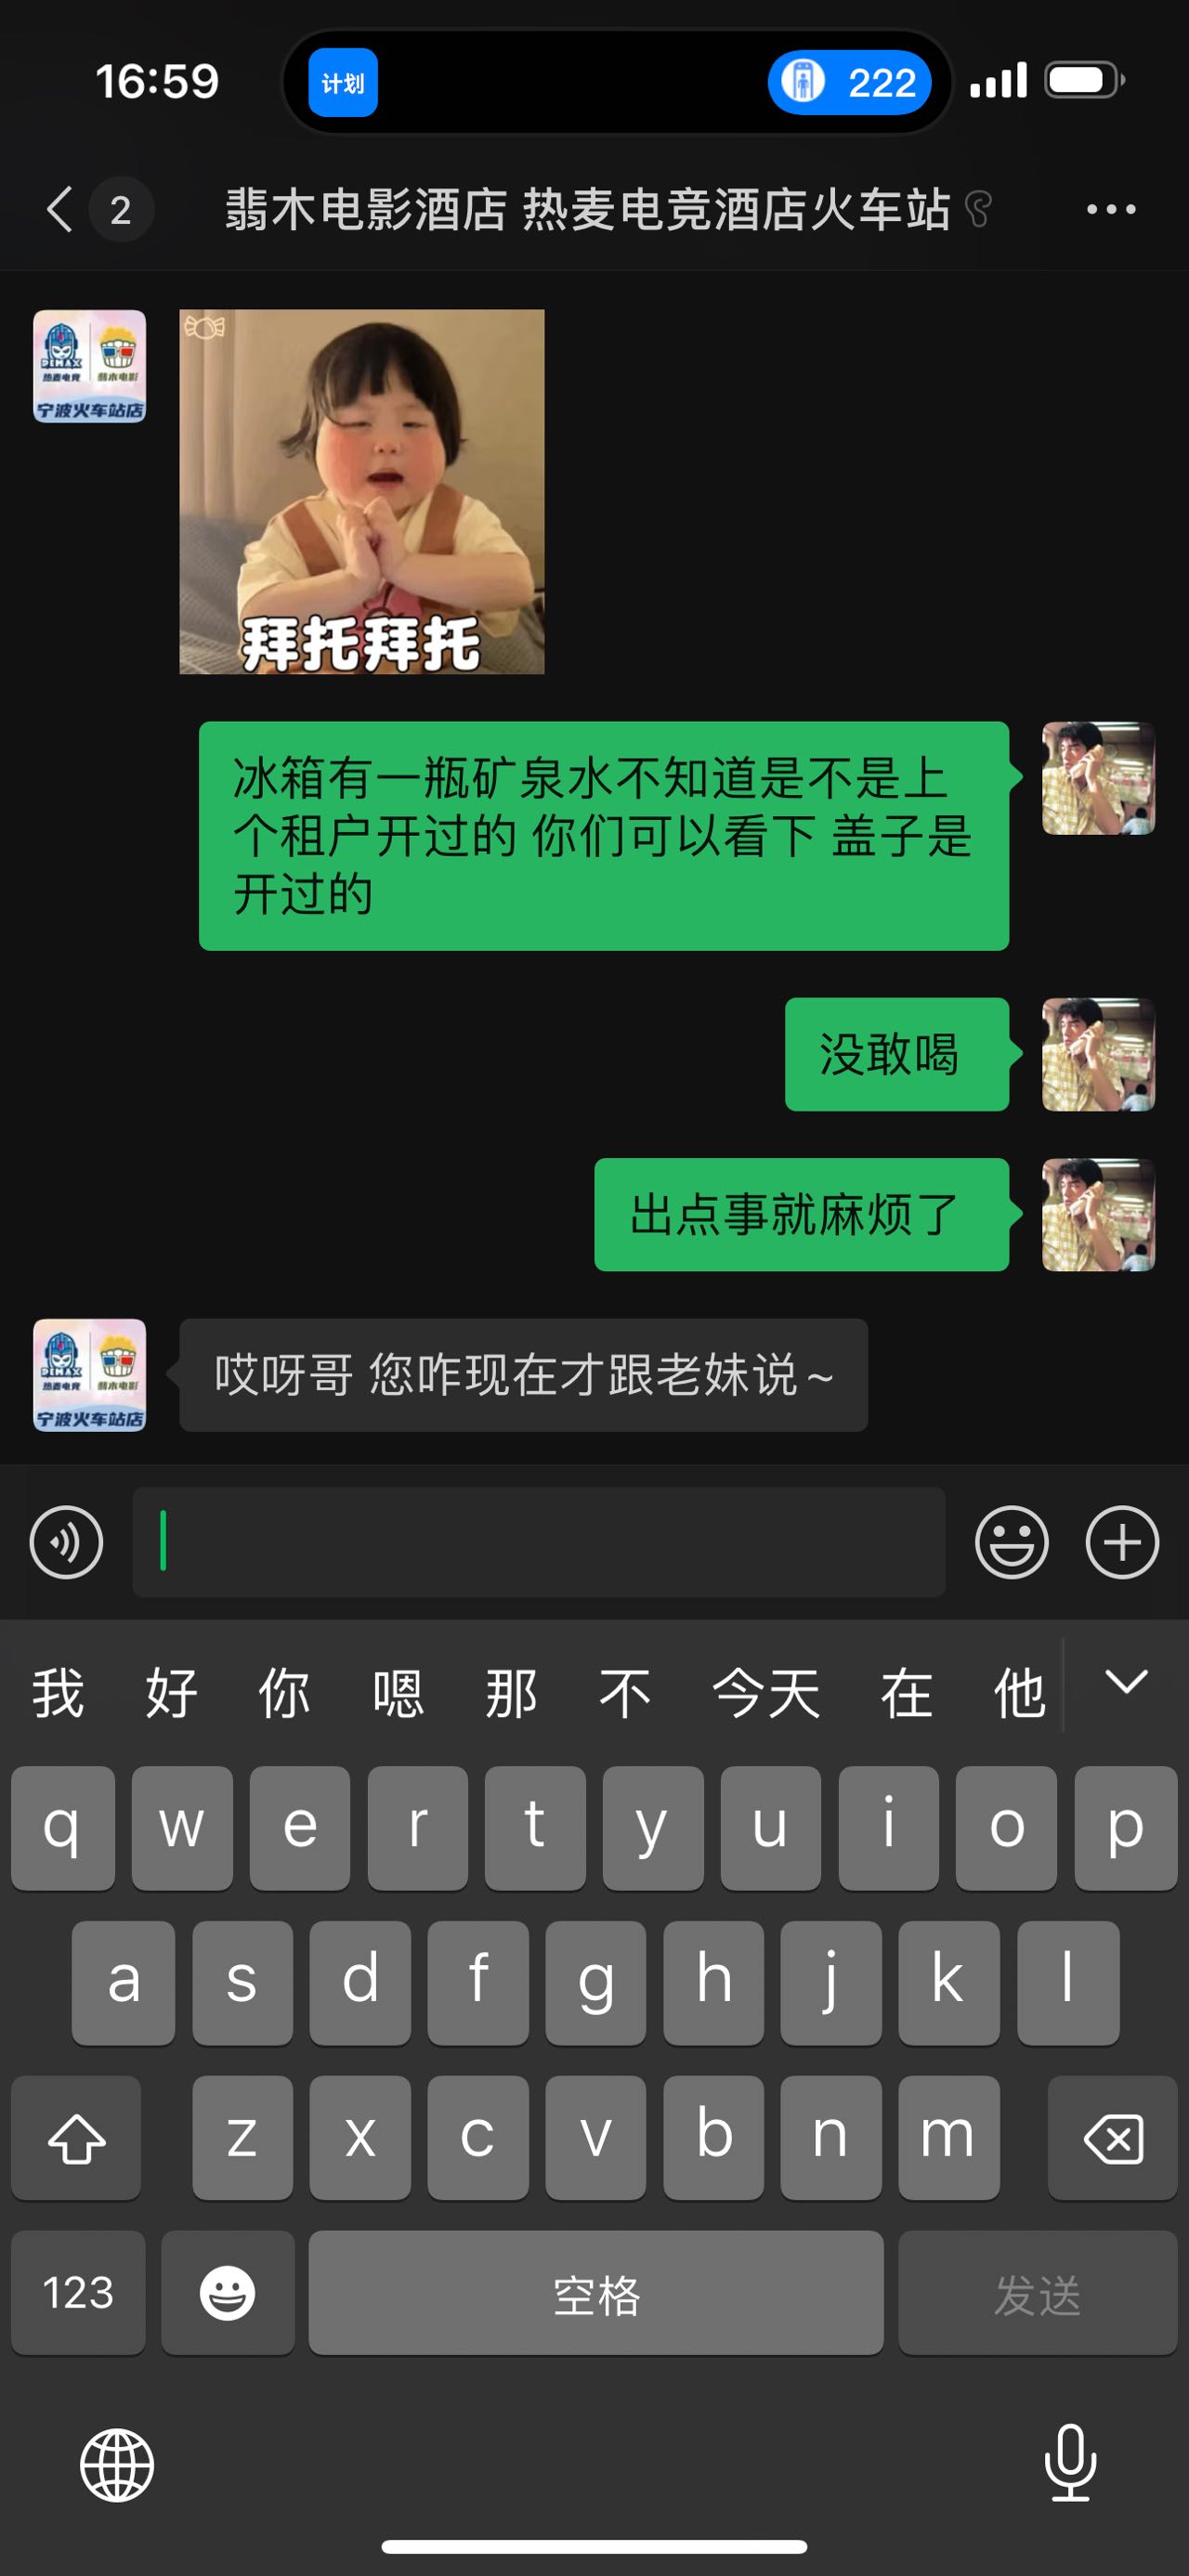 16:59
计划
222
2
翡木电影酒店 热麦电竞酒店火车站
PIMAX
热麦电竞
翡木电影
宁波火车站店
拜托拜托
冰箱有一瓶矿泉水不知道是不是上
个租户开过的 你们可以看下 盖子是
开过的
没敢喝
出点事就麻烦了
PIMAX
热麦电竞
翡木电影
宁波火车站店
哎呀哥 您咋现在才跟老妹说~
我 好 你 嗯 那 不 今天 在 他
q w e r t y u i o p
a s d f g h j k l
z x c v b n m
123 空格 发送